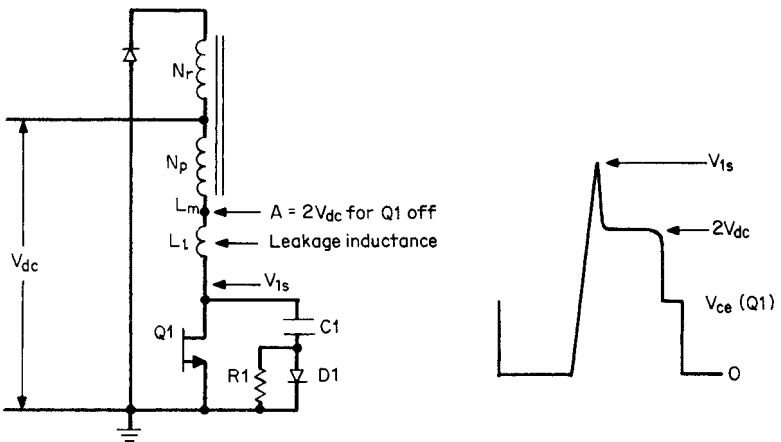 Nr
Np
Lm
A = 2Vdc for Q1 off
Ll
Leakage inductance
Vdc
V1s
Q1
C1
R1
D1
V1s
2Vdc
Vce (Q1)
0